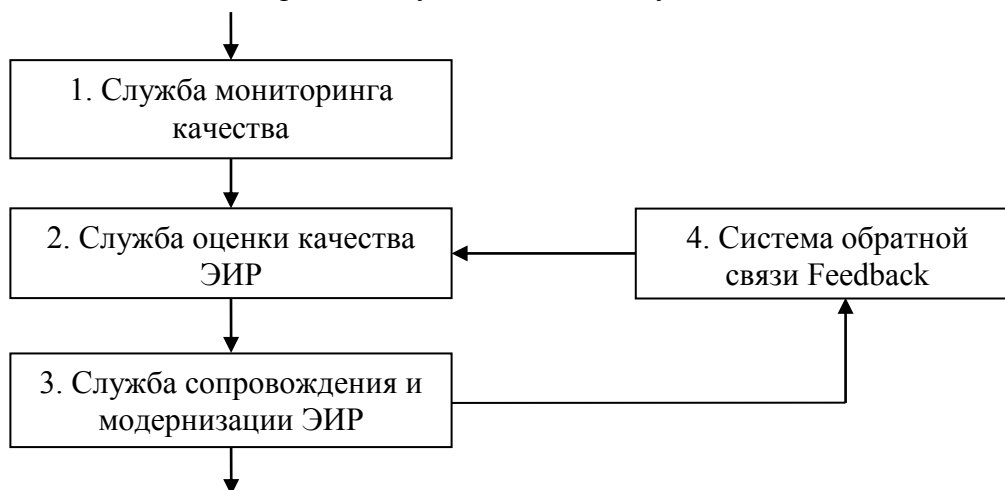 1. Служба мониторинга
качества
2. Служба оценки качества
ЭИР
4. Система обратной
связи Feedback
3. Служба сопровождения и
модернизации ЭИР